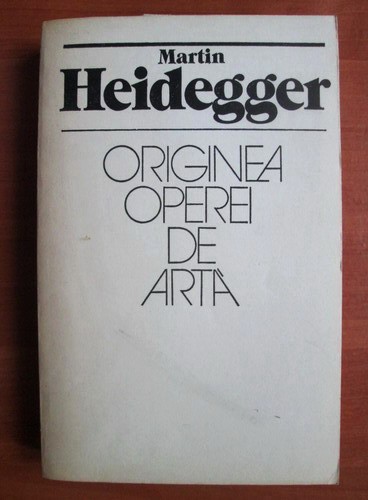 Martin
Heidegger
ORIGINEA
OPEREI
DE
ARTĂ